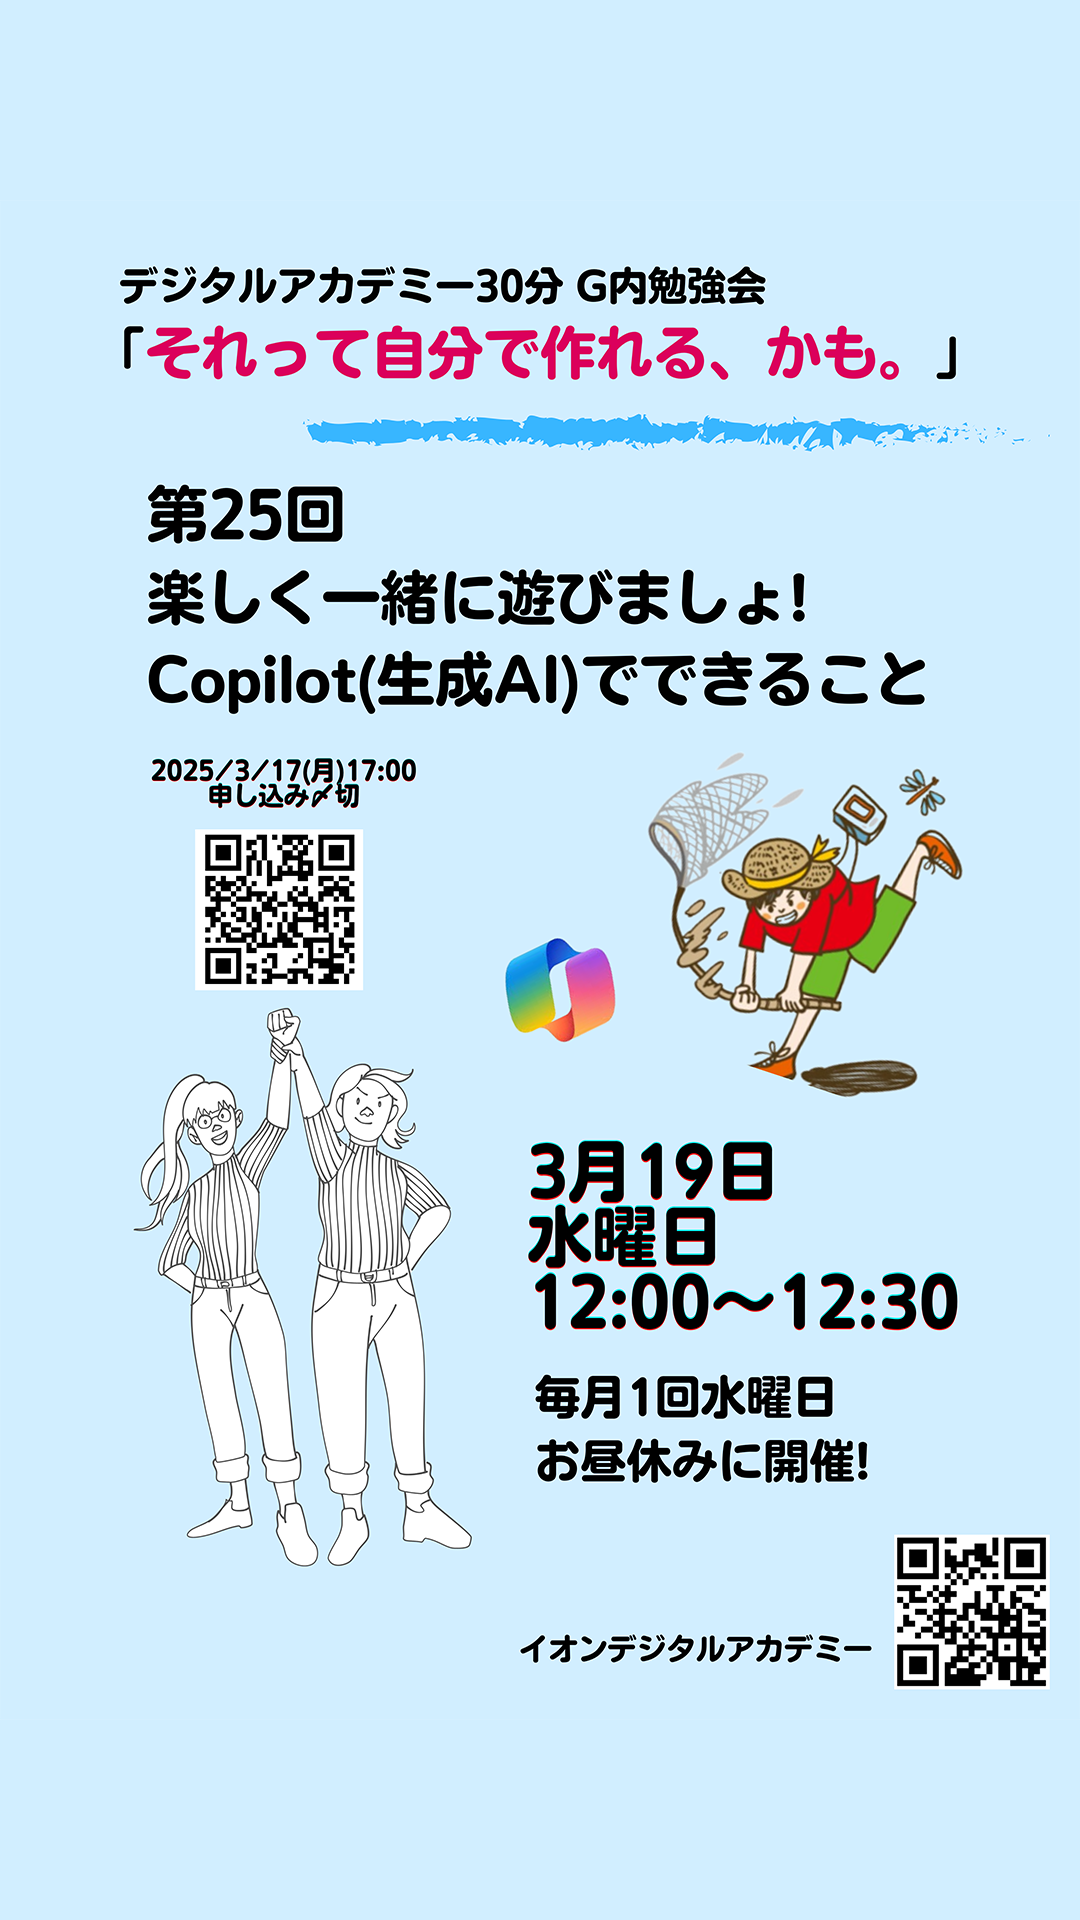 デジタルアカデミー30分 G内勉強会
「それって自分で作れる、かも。」
第25回
楽しく一緒に遊びましょ!
Copilot(生成AI)でできること
2025/3/17(月)17:00
申し込み〆切
3月19日
水曜日
12:00〜12:30
毎月1回水曜日
お昼休みに開催!
イオンデジタルアカデミー